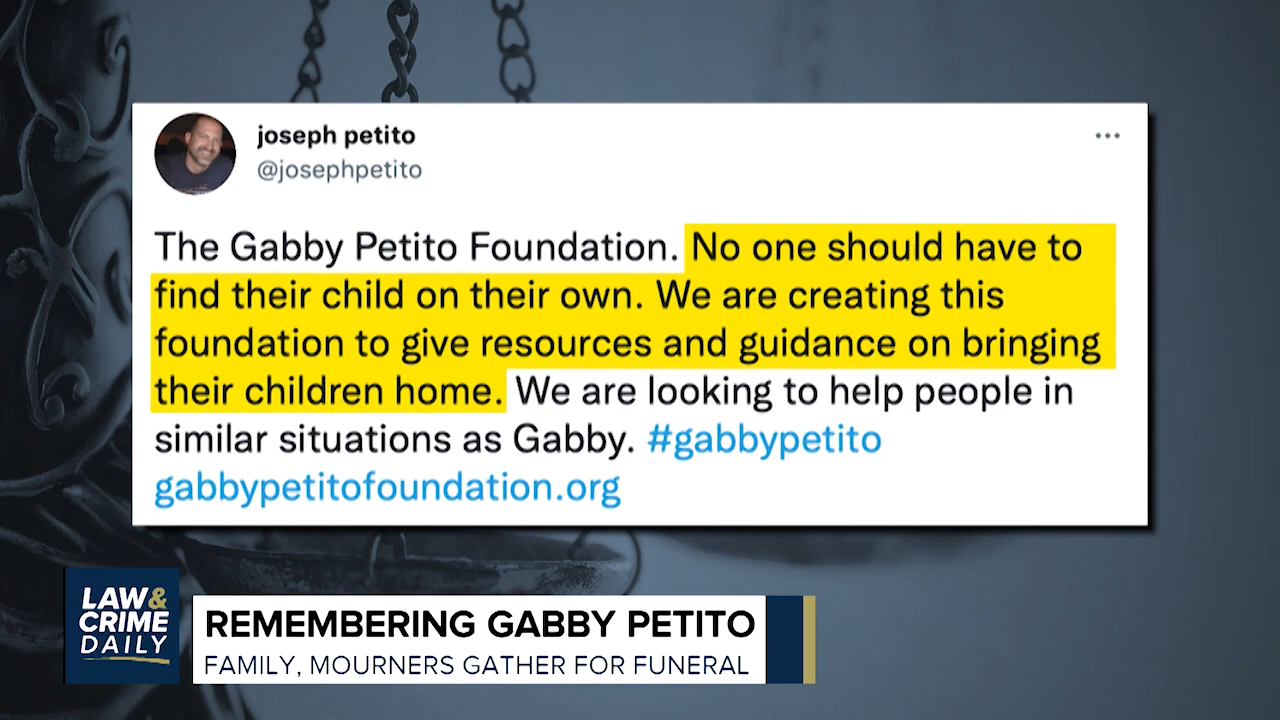 joseph petito
@josephpetito
The Gabby Petito Foundation. No one should have to
find their child on their own. We are creating this
foundation to give resources and guidance on bringing
their children home. We are looking to help people in
similar situations as Gabby. #gabbypetito
gabbypetitofoundation.org
LAW&
CRIME
DAILY
REMEMBERING GABBY PETITO
FAMILY, MOURNERS GATHER FOR FUNERAL